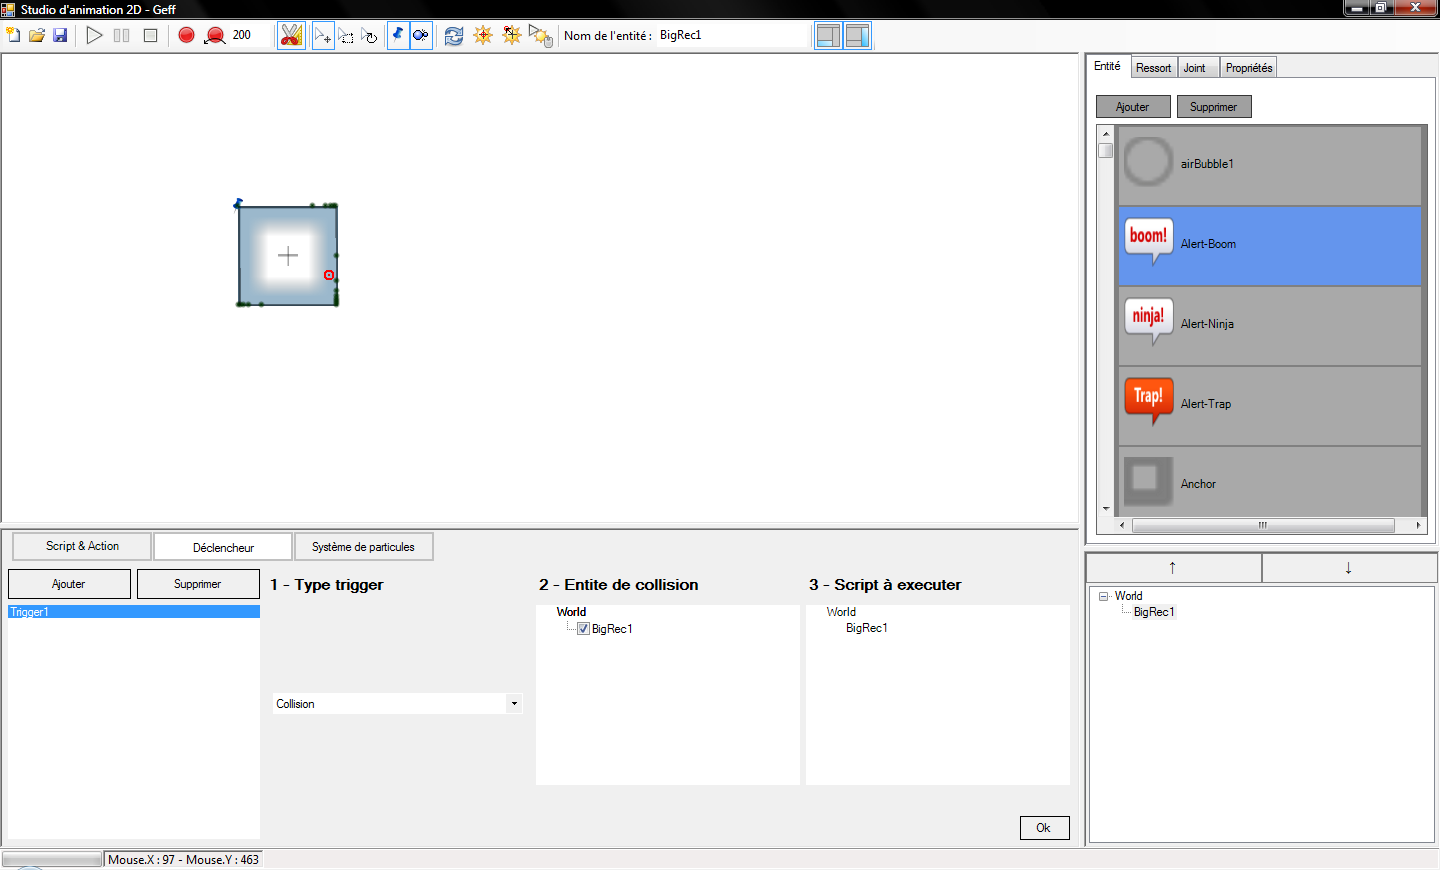 Studio d'animation 2D - Geff
200
Nom de l'entité : BigRec1
Entité Ressort Joint Propriétés
Ajouter Supprimer
airBubble1
boom! Alert-Boom
ninja! Alert-Ninja
Trap! Alert-Trap
Anchor
Script & Action Déclencheur Système de particules
Ajouter Supprimer
Trigger1
1 - Type trigger
Collision
2 - Entite de collision
World
BigRec1
3 - Script à executer
World
BigRec1
Ok
↑ ↓
World
BigRec1
Mouse.X : 97 - Mouse.Y : 463